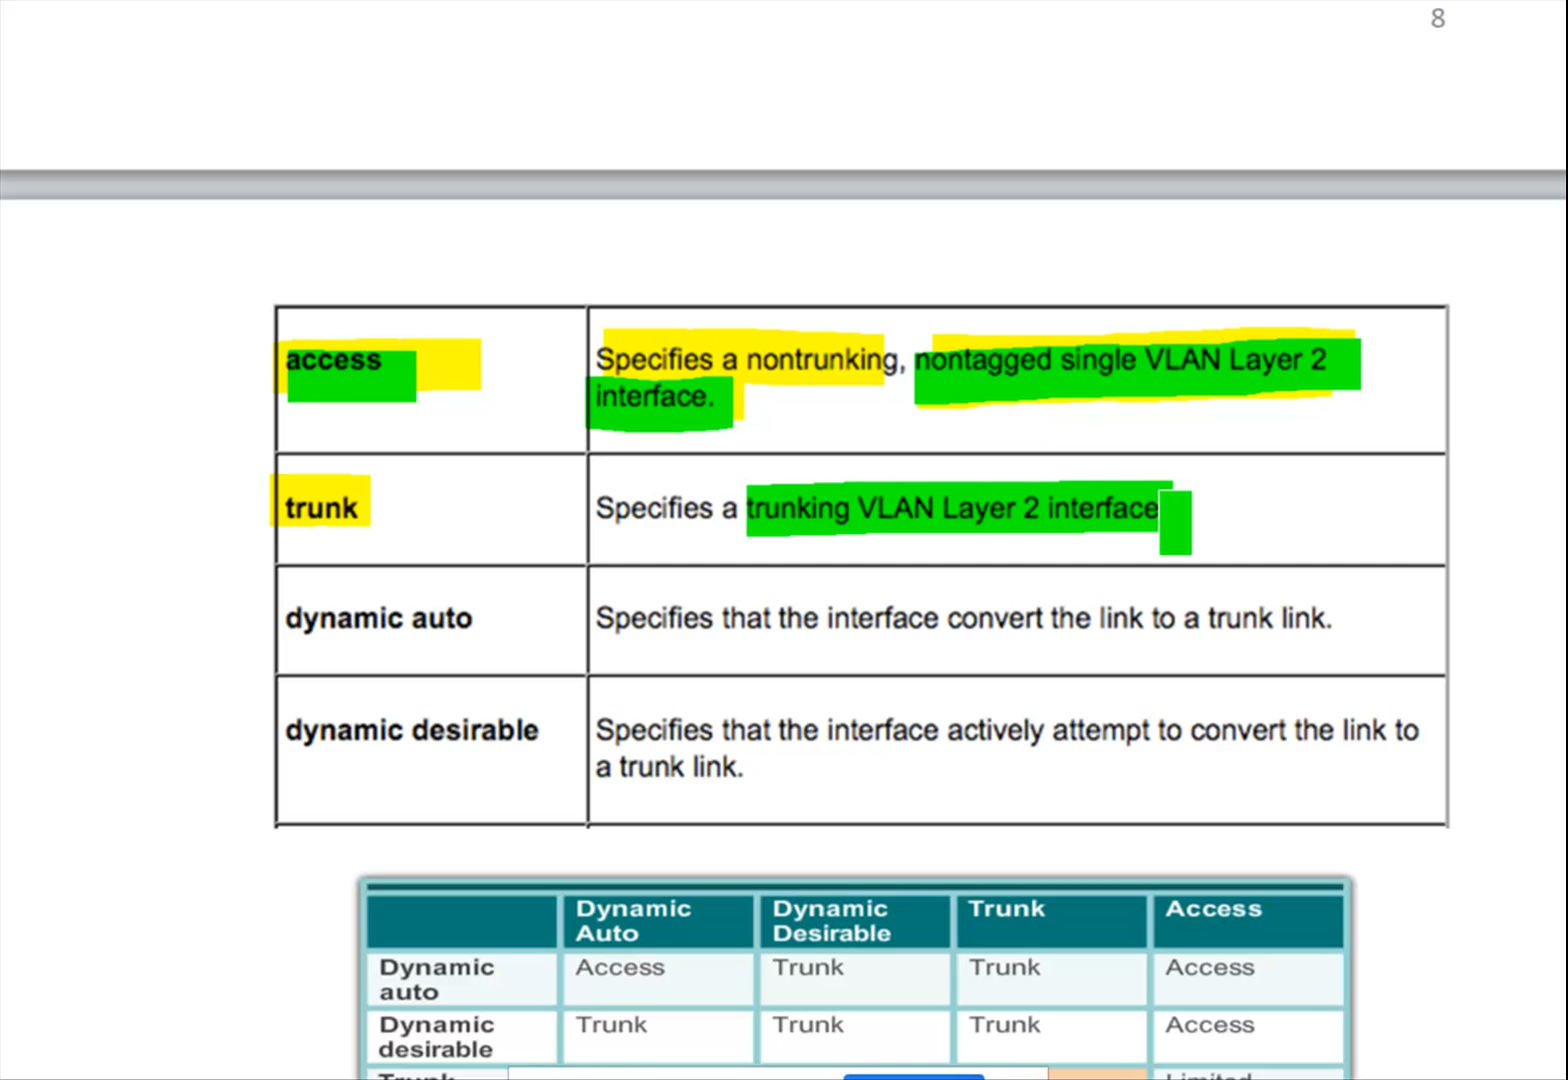 8
access
Specifies a nontrunking, nontagged single VLAN Layer 2
interface.
trunk
Specifies a trunking VLAN Layer 2 interface
dynamic auto
Specifies that the interface convert the link to a trunk link.
dynamic desirable
Specifies that the interface actively attempt to convert the link to
a trunk link.
Dynamic Auto
Dynamic Desirable
Trunk
Access
Dynamic auto
Access
Trunk
Trunk
Access
Dynamic desirable
Trunk
Trunk
Trunk
Access
Trunk
Limited